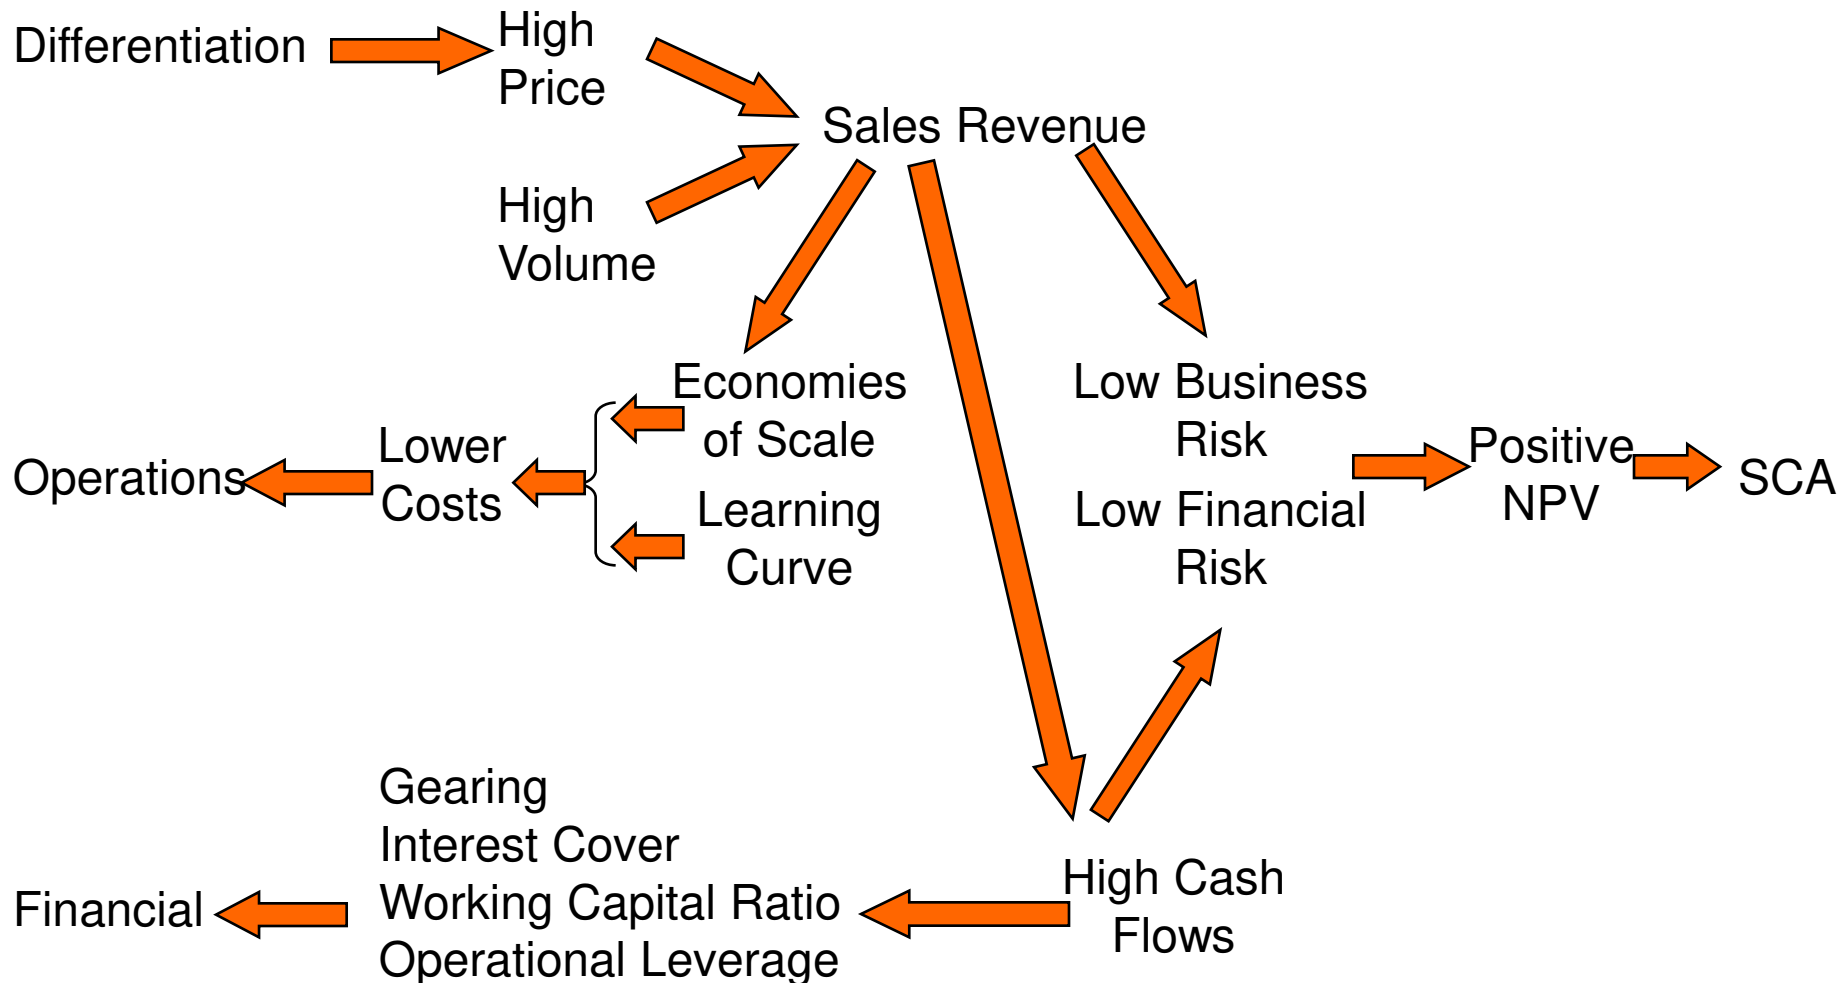 Differentiation
High
Price
Sales Revenue
High
Volume
Economies
of Scale
Low Business
Risk
Operations
Lower
Costs
Positive
NPV
SCA
Learning
Curve
Low Financial
Risk
Gearing
Interest Cover
Working Capital Ratio
Operational Leverage
Financial
High Cash
Flows